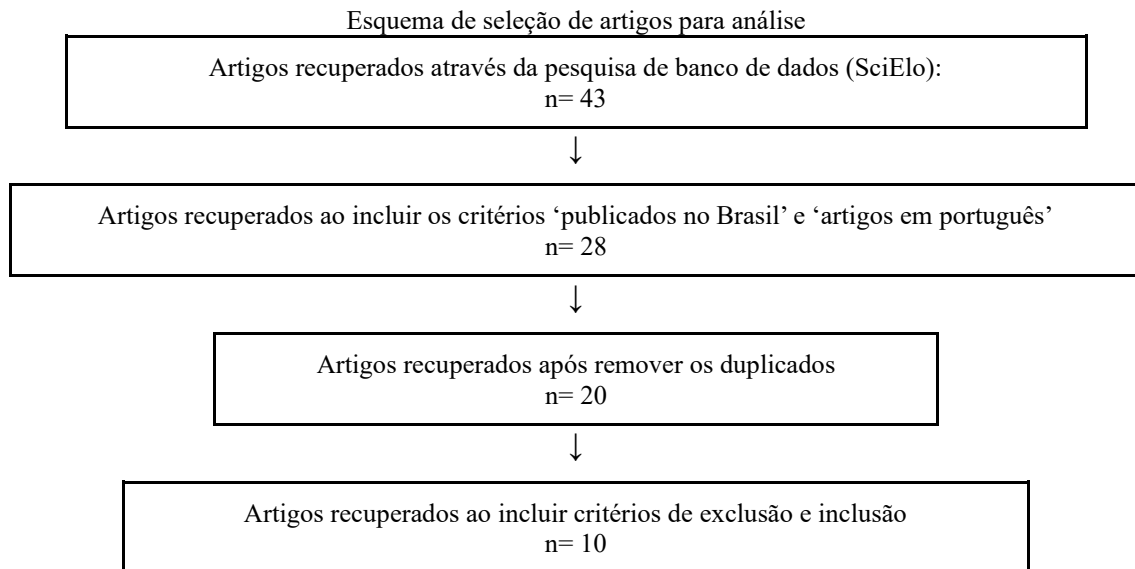 Esquema de seleção de artigos para análise
Artigos recuperados através da pesquisa de banco de dados (SciElo):
n= 43
↓
Artigos recuperados ao incluir os critérios ‘publicados no Brasil’ e ‘artigos em português’
n= 28
↓
Artigos recuperados após remover os duplicados
n= 20
↓
Artigos recuperados ao incluir critérios de exclusão e inclusão
n= 10